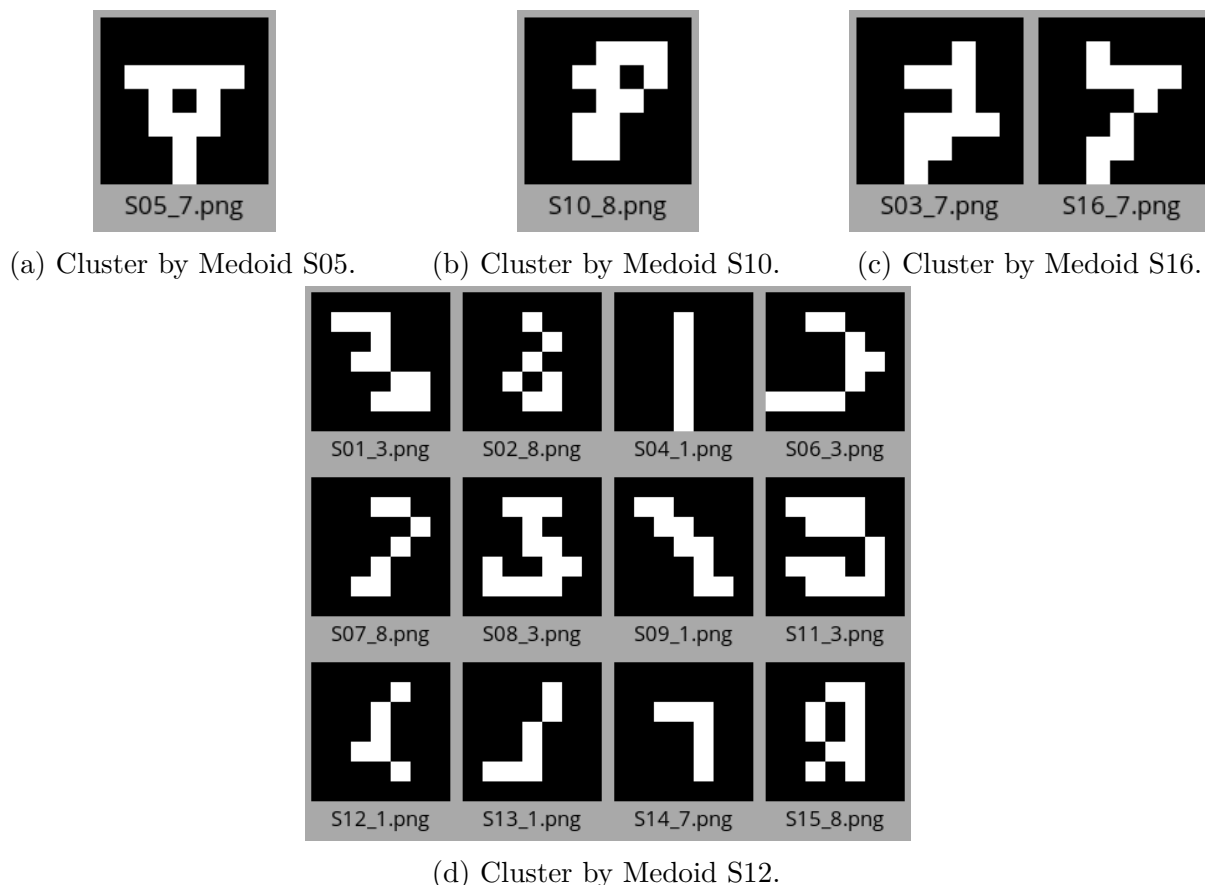 S05_7.png
S10_8.png
S03_7.png S16_7.png
(a) Cluster by Medoid S05. (b) Cluster by Medoid S10. (c) Cluster by Medoid S16.
S01_3.png S02_8.png S04_1.png S06_3.png
S07_8.png S08_3.png S09_1.png S11_3.png
S12_1.png S13_1.png S14_7.png S15_8.png
(d) Cluster by Medoid S12.